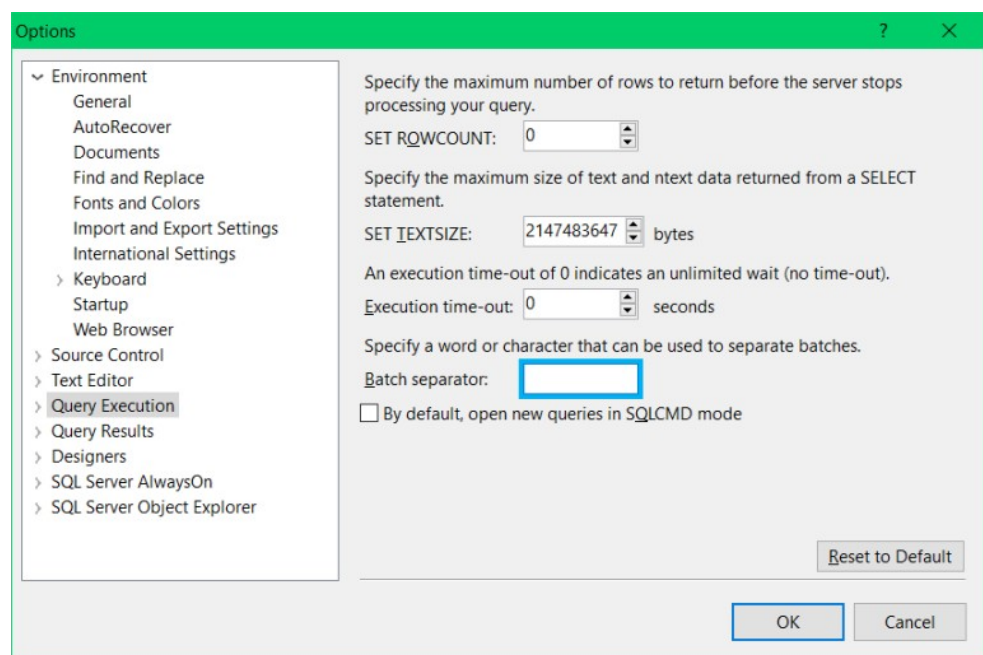 Options
?
Environment
General
AutoRecover
Documents
Find and Replace
Fonts and Colors
Import and Export Settings
International Settings
Keyboard
Startup
Web Browser
Source Control
Text Editor
Query Execution
Query Results
Designers
SQL Server AlwaysOn
SQL Server Object Explorer
Specify the maximum number of rows to return before the server stops
processing your query.
SET ROWCOUNT: 0
Specify the maximum size of text and ntext data returned from a SELECT
statement.
SET TEXTSIZE: 2147483647 bytes
An execution time-out of 0 indicates an unlimited wait (no time-out).
Execution time-out: 0 seconds
Specify a word or character that can be used to separate batches.
Batch separator:
By default, open new queries in SQLCMD mode
Reset to Default
OK Cancel